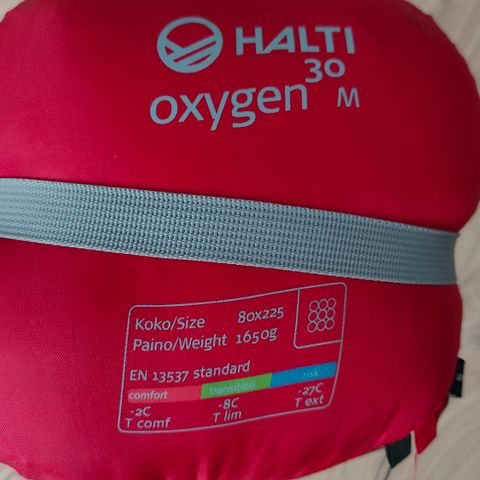 HALTI
oxygen 30 M
Koko/Size 80x225
Paino/Weight 1650g
EN 13537 standard
comfort transition risk
-2C -8C -27C
T comf T lim T ext